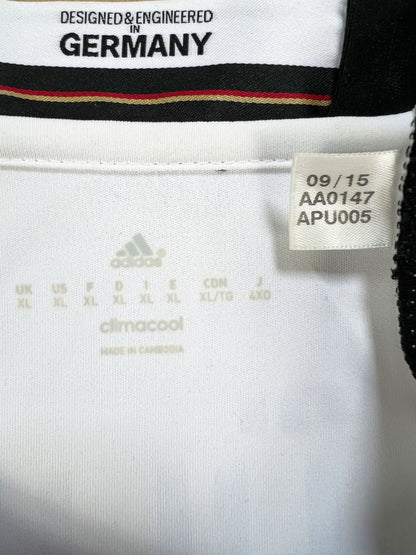 DESIGNED & ENGINEERED
IN
GERMANY
09/15
AA0147
APU005
adidas
UK US F D I E CDN J
XL XL XL XL XL XL XL/TG 4XO
climacool
MADE IN CAMBODIA